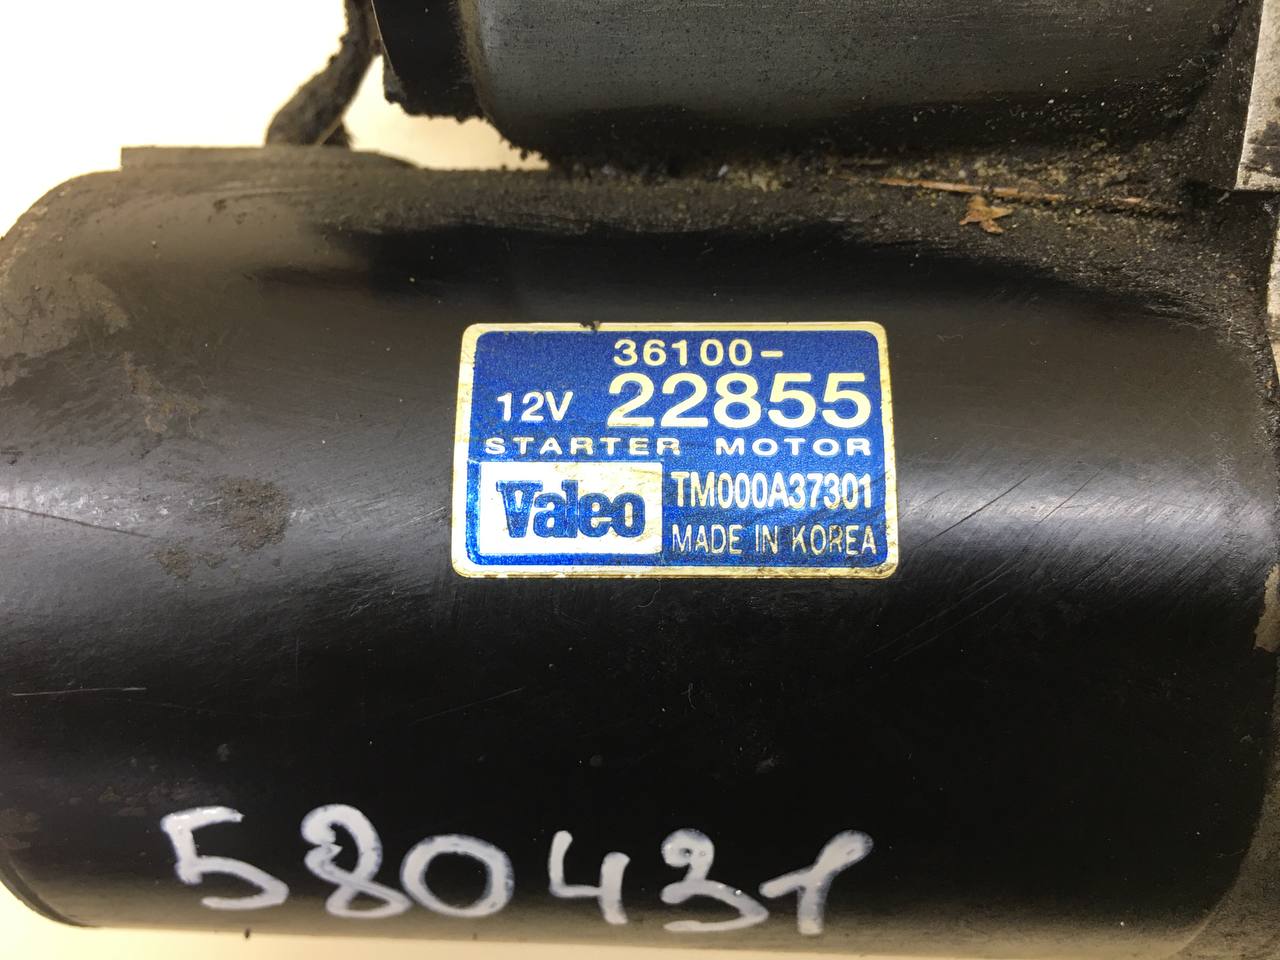 36100-
12V 22855
STARTER MOTOR
Valeo TM000A37301
MADE IN KOREA
580431